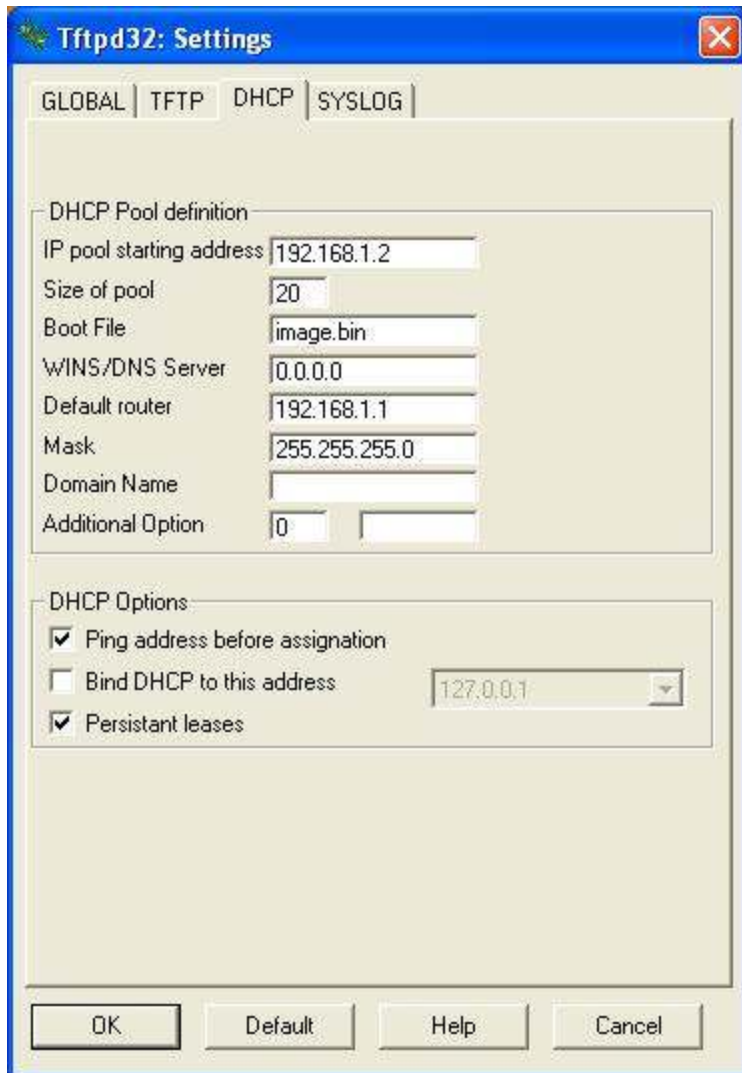 Tftpd32: Settings
GLOBAL TFTP DHCP SYSLOG
DHCP Pool definition
IP pool starting address 192.168.1.2
Size of pool 20
Boot File image.bin
WINS/DNS Server 0.0.0.0
Default router 192.168.1.1
Mask 255.255.255.0
Domain Name
Additional Option 0
DHCP Options
Ping address before assignation
Bind DHCP to this address 127.0.0.1
Persistant leases
OK Default Help Cancel